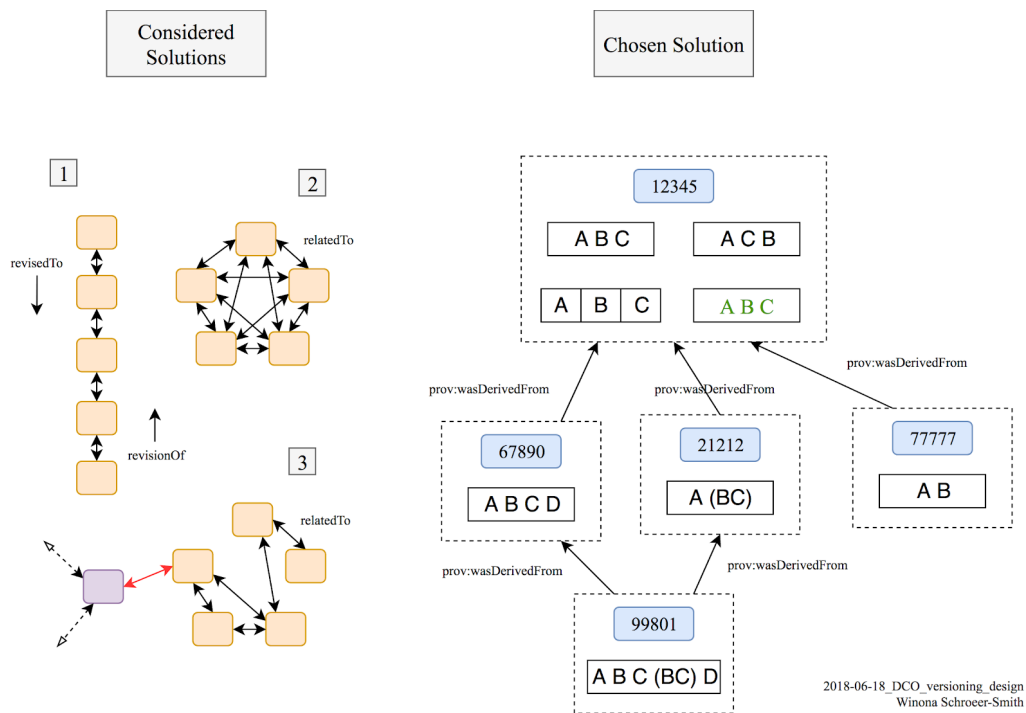 Considered
Solutions
Chosen Solution
1
2
revisedTo
relatedTo
revisionOf
3
relatedTo
12345
A B C
A C B
A B C
A B C
prov:wasDerivedFrom
prov:wasDerivedFrom
prov:wasDerivedFrom
67890
A B C D
21212
A (BC)
77777
A B
prov:wasDerivedFrom
prov:wasDerivedFrom
99801
A B C (BC) D
2018-06-18_DCO_versioning_design
Winona Schroeer-Smith